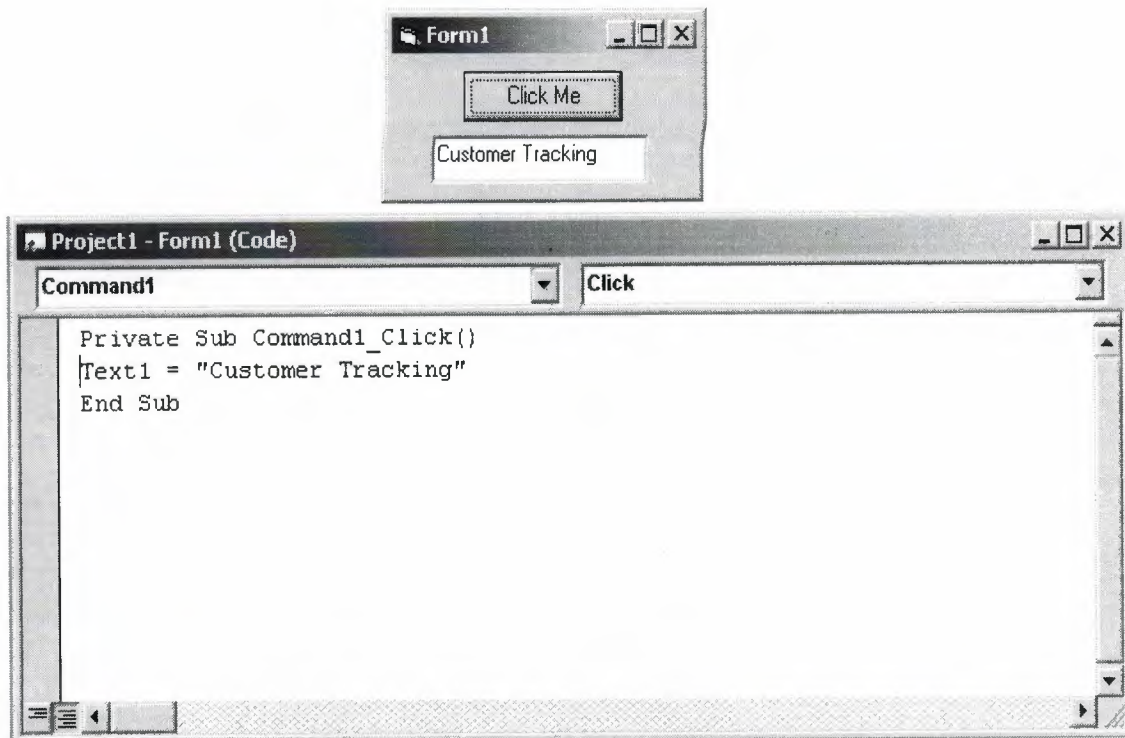 Form1
Click Me
Customer Tracking
Project1 - Form1 (Code)
Command1 Click
Private Sub Command1_Click()
Text1 = "Customer Tracking"
End Sub